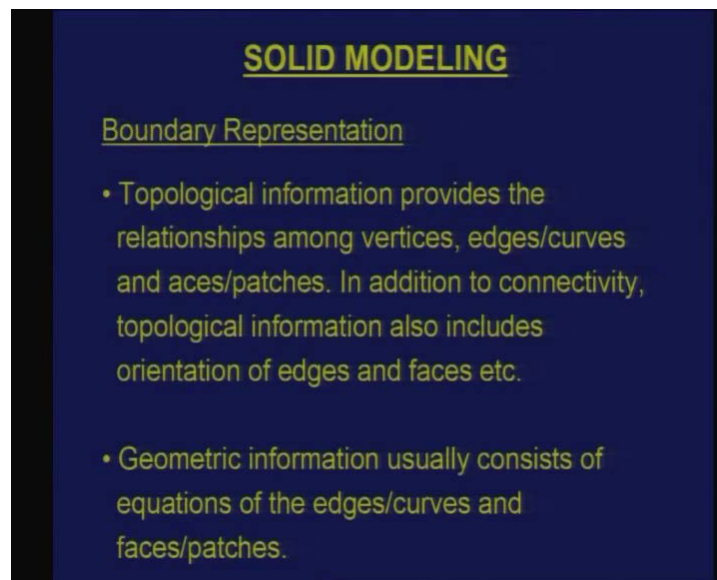 SOLID MODELING
Boundary Representation
• Topological information provides the
relationships among vertices, edges/curves
and aces/patches. In addition to connectivity,
topological information also includes
orientation of edges and faces etc.
• Geometric information usually consists of
equations of the edges/curves and
faces/patches.